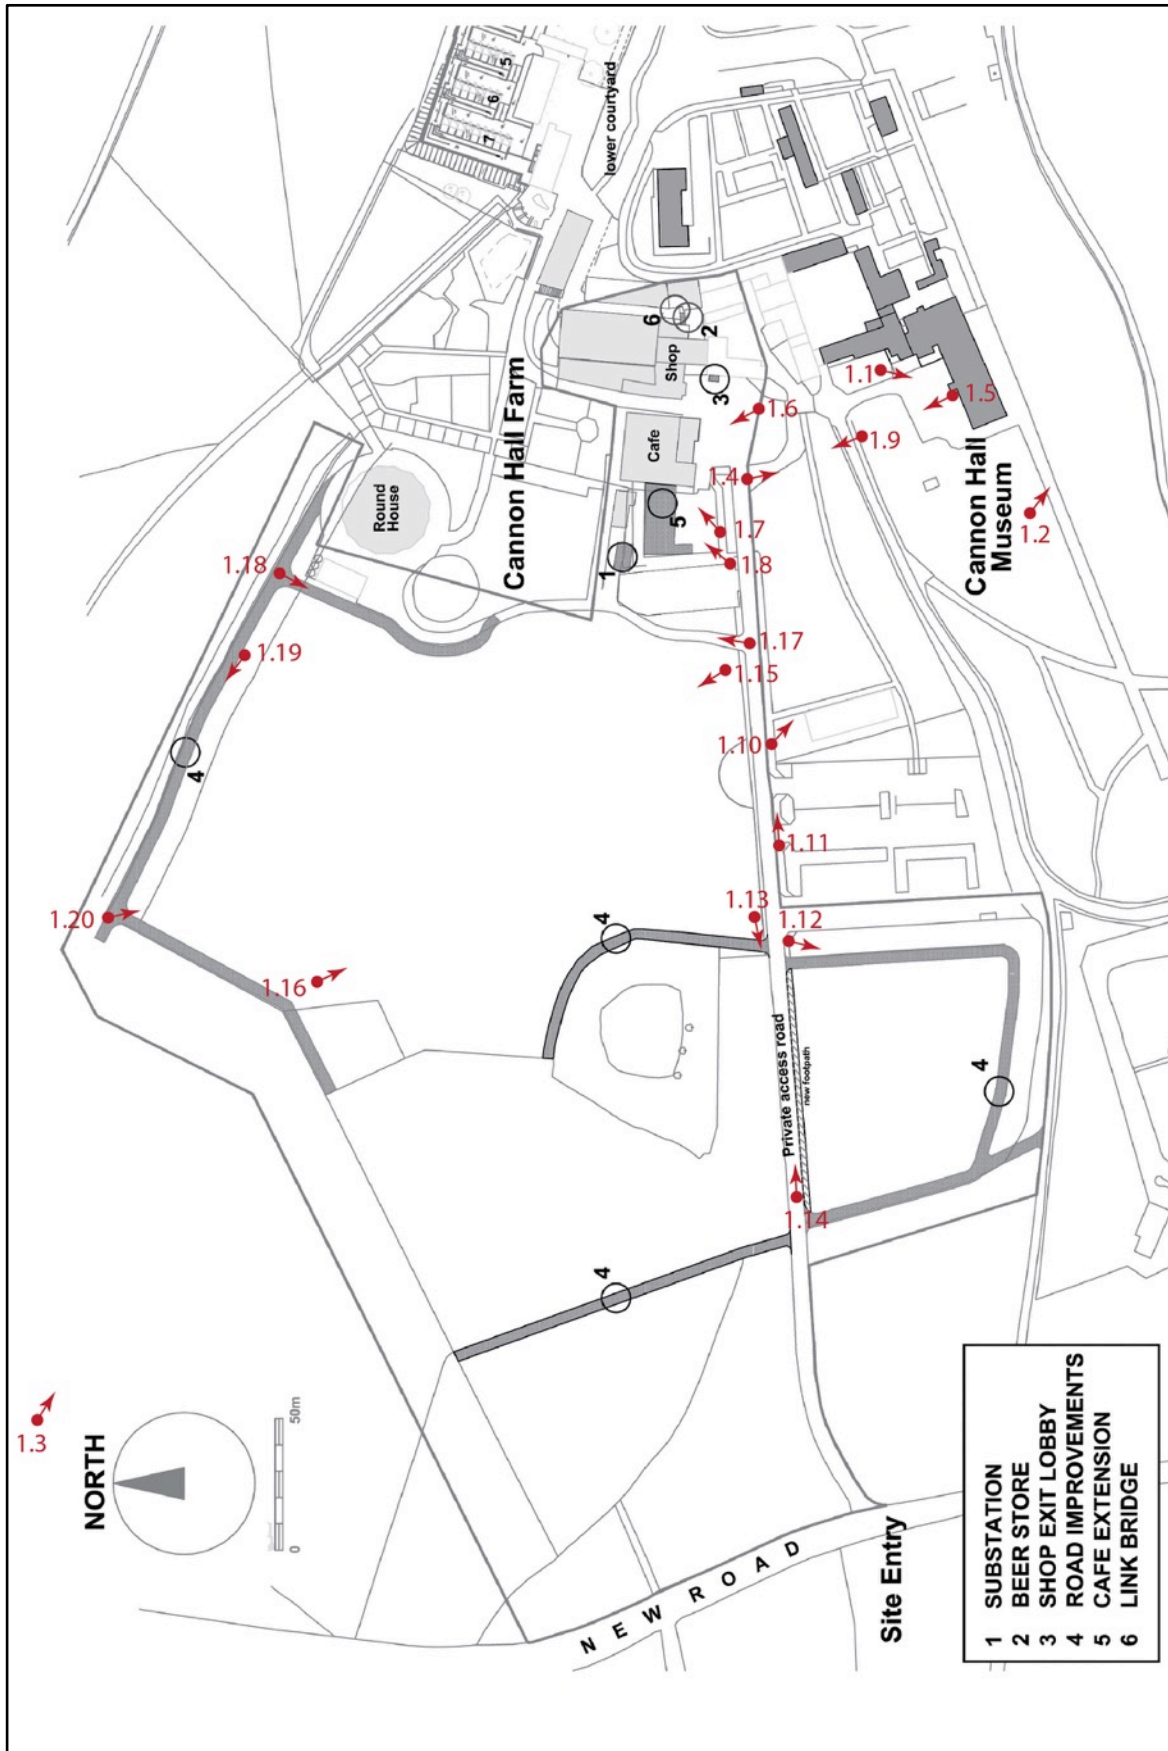 5
6
7
lower courtyard
6
2
Shop
3
Cafe
5
1
Round
House
Cannon Hall Farm
Cannon Hall
Museum
1.1
1.5
1.6
1.9
1.4
1.2
1.7
1.8
1.18
1.17
1.19
1.15
1.10
4
1.11
1.20
1.13
1.12
4
1.16
Private access road
new footpath
4
1.14
4
1.3
NORTH
0
50m
NEW ROAD
Site Entry
1 SUBSTATION
2 BEER STORE
3 SHOP EXIT LOBBY
4 ROAD IMPROVEMENTS
5 CAFE EXTENSION
6 LINK BRIDGE